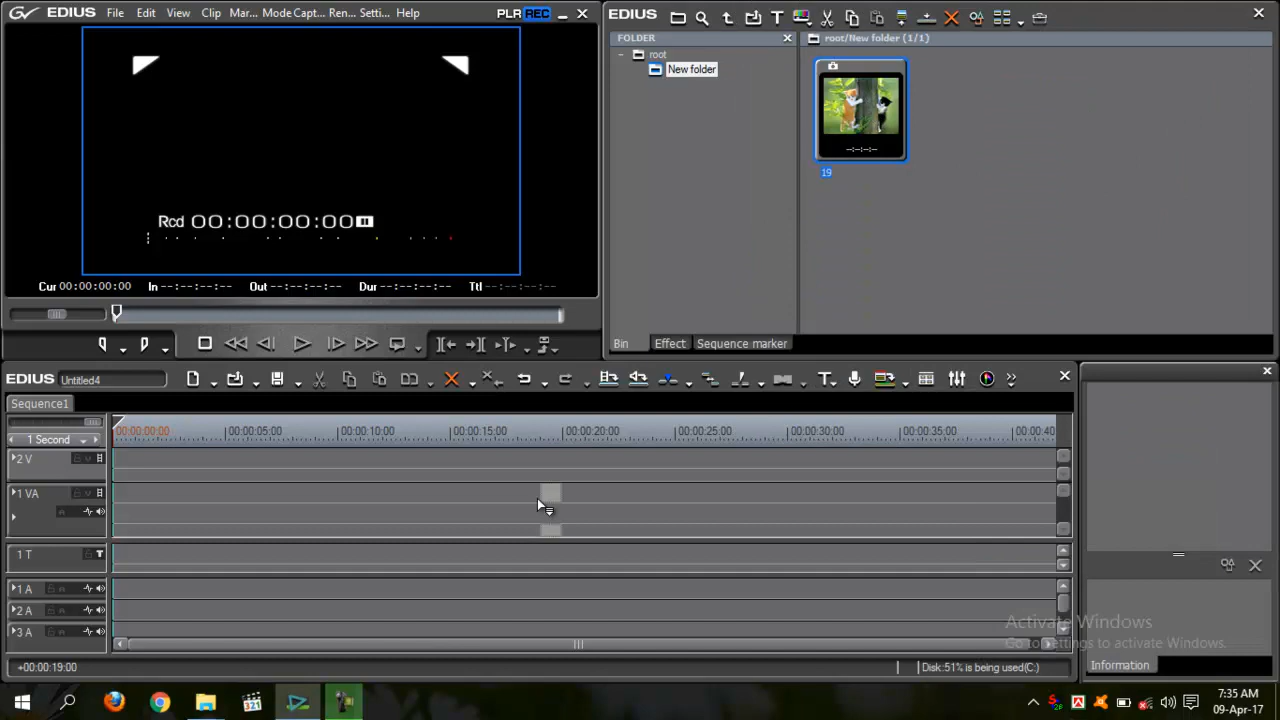 EDIUS File Edit View Clip Mar... Mode Capt... Ren... Setti... Help PLR REC
Rcd 00:00:00:00
Cur 00:00:00:00 In --:--:--:-- Out --:--:--:-- Dur --:--:--:-- Ttl --:--:--:--
EDIUS
FOLDER
root
New folder
root/New folder (1/1)
--:--:--
19
Bin Effect Sequence marker
EDIUS Untitled4
Sequence1
1 Second
00:00:00:00 00:00:05:00 00:00:10:00 00:00:15:00 00:00:20:00 00:00:25:00 00:00:30:00 00:00:35:00 00:00:40
2 V
1 VA
1 T
1 A
2 A
3 A
+00:00:19:00
Disk:51% is being used(C:)
Activate Windows
Go to Settings to activate Windows.
Information
321
7:35 AM
09-Apr-17